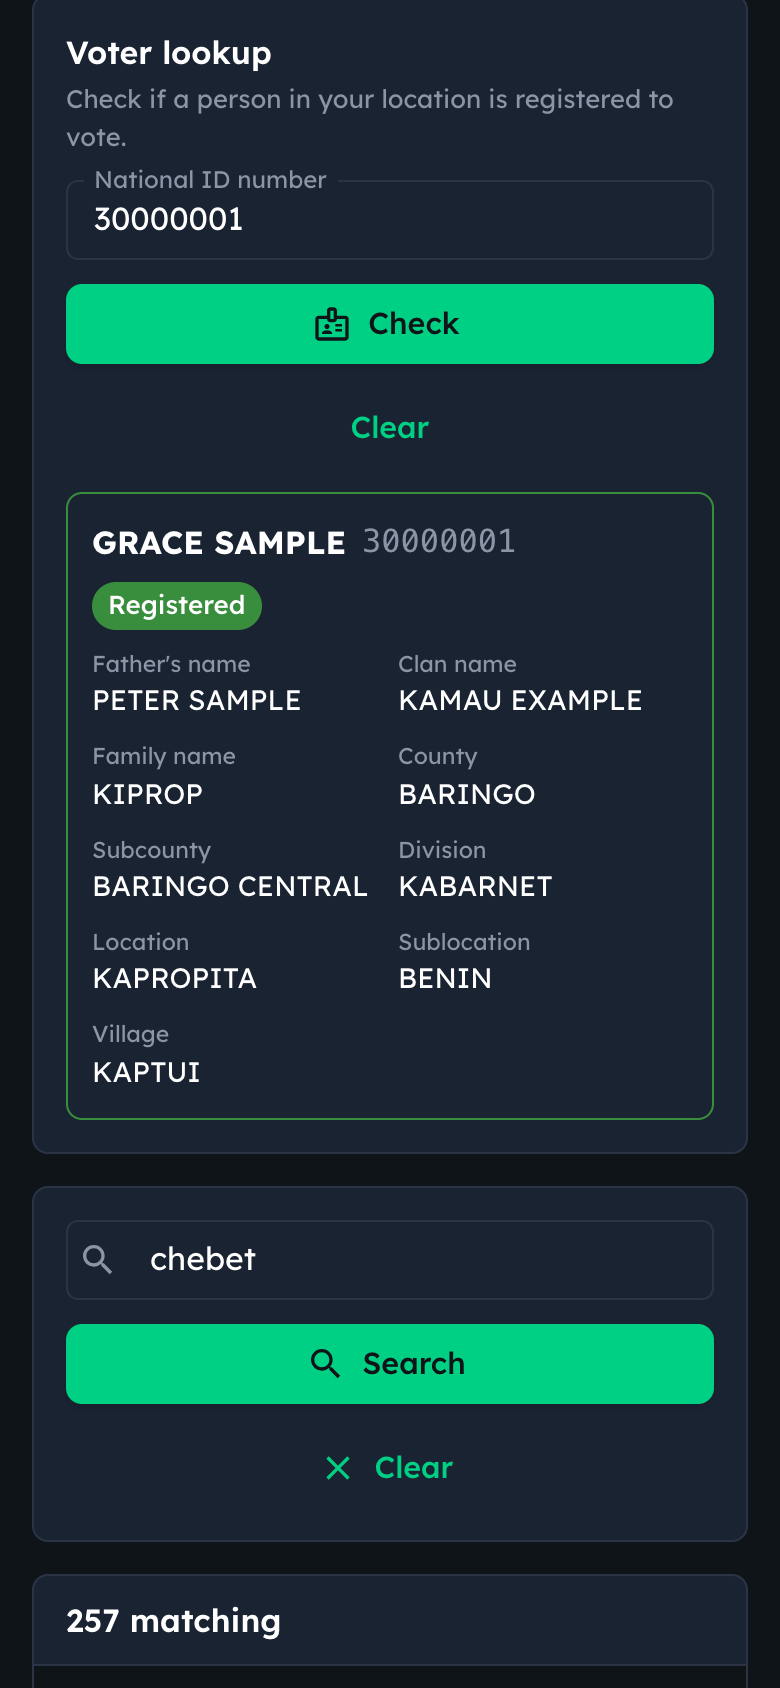 Voter lookup
Check if a person in your location is registered to
vote.
National ID number
30000001
Check
Clear
GRACE SAMPLE 30000001
Registered
Father's name
PETER SAMPLE
Clan name
KAMAU EXAMPLE
Family name
KIPROP
County
BARINGO
Subcounty
BARINGO CENTRAL
Division
KABARNET
Location
KAPROPITA
Sublocation
BENIN
Village
KAPTUI
chebet
Search
Clear
257 matching